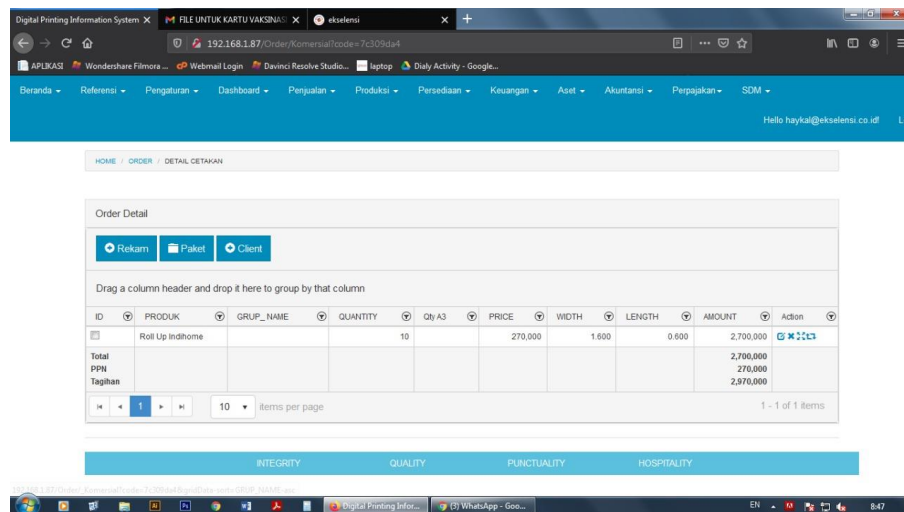 Digital Printing Information System
FILE UNTUK KARTU VAKSINAS
ekselensi
192.168.1.87/Order/Komersial?code=7c309da4
APLIKASI Wondershare Filmora ... Webmail Login Davinci Resolve Studio... laptop Dialy Activity - Google...
Beranda Referensi Pengaturan Dashboard Penjualan Produksi Persediaan Keuangan Aset Akuntansi Perpajakan SDM
Hello haykal@ekselensi.co.id! L
HOME / ORDER / DETAIL CETAKAN
Order Detail
Rekam Paket Client
Drag a column header and drop it here to group by that column
ID PRODUK GRUP_NAME QUANTITY Qty A3 PRICE WIDTH LENGTH AMOUNT Action
Roll Up Indihome 10 270,000 1.600 0.600 2,700,000
Total 2,700,000
PPN 270,000
Tagihan 2,970,000
1 10 items per page 1 - 1 of 1 items
INTEGRITY QUALITY PUNCTUALITY HOSPITALITY
Digital Printing Infor... (3) WhatsApp - Goo... EN 8:47